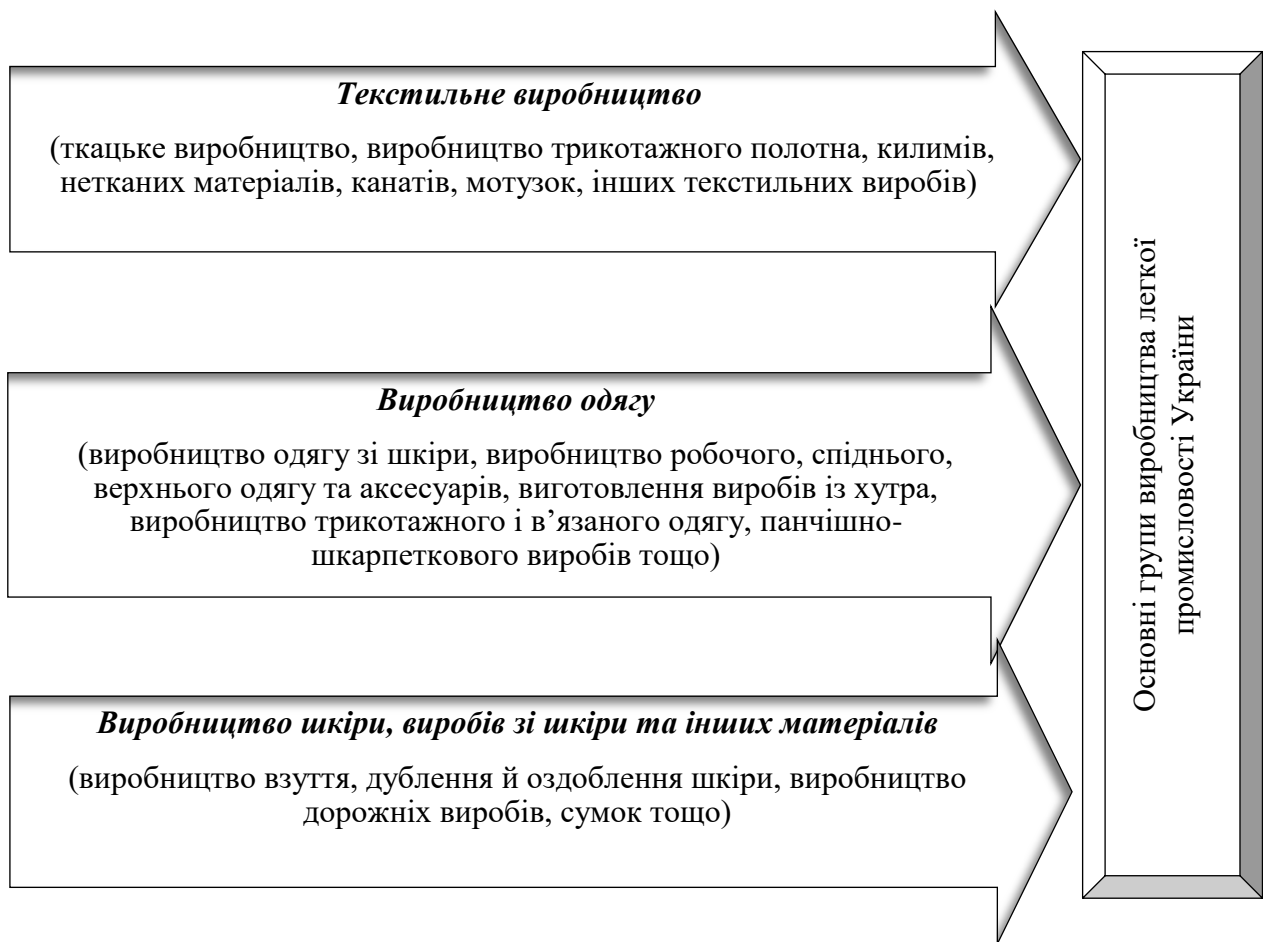 Текстильне виробництво
(ткацьке виробництво, виробництво трикотажного полотна, килимів,
нетканих матеріалів, канатів, мотузок, інших текстильних виробів)
Виробництво одягу
(виробництво одягу зі шкіри, виробництво робочого, спіднього,
верхнього одягу та аксесуарів, виготовлення виробів із хутра,
виробництво трикотажного і в’язаного одягу, панчішно-
шкарпеткового виробів тощо)
Виробництво шкіри, виробів зі шкіри та інших матеріалів
(виробництво взуття, дублення й оздоблення шкіри, виробництво
дорожніх виробів, сумок тощо)
Основні групи виробництва легкої
промисловості України